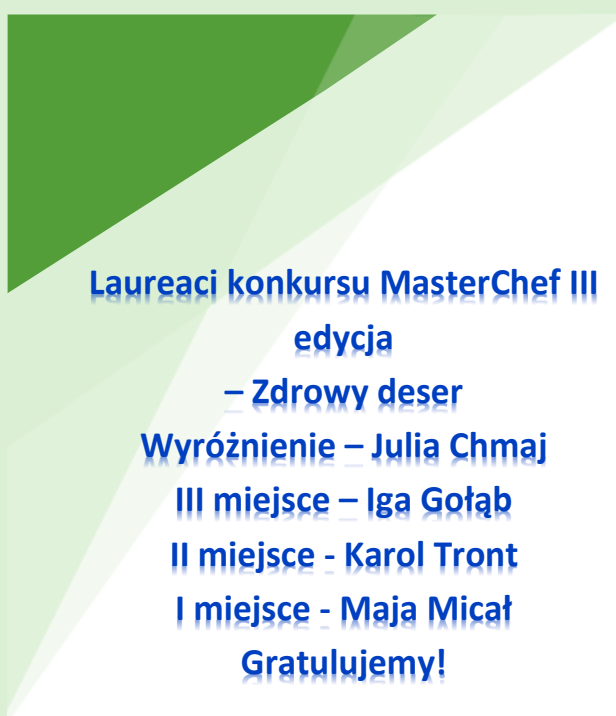 Laureaci konkursu MasterChef III
edycja
– Zdrowy deser
Wyróżnienie – Julia Chmaj
III miejsce – Iga Gołąb
II miejsce - Karol Tront
I miejsce - Maja Micał
Gratulujemy!